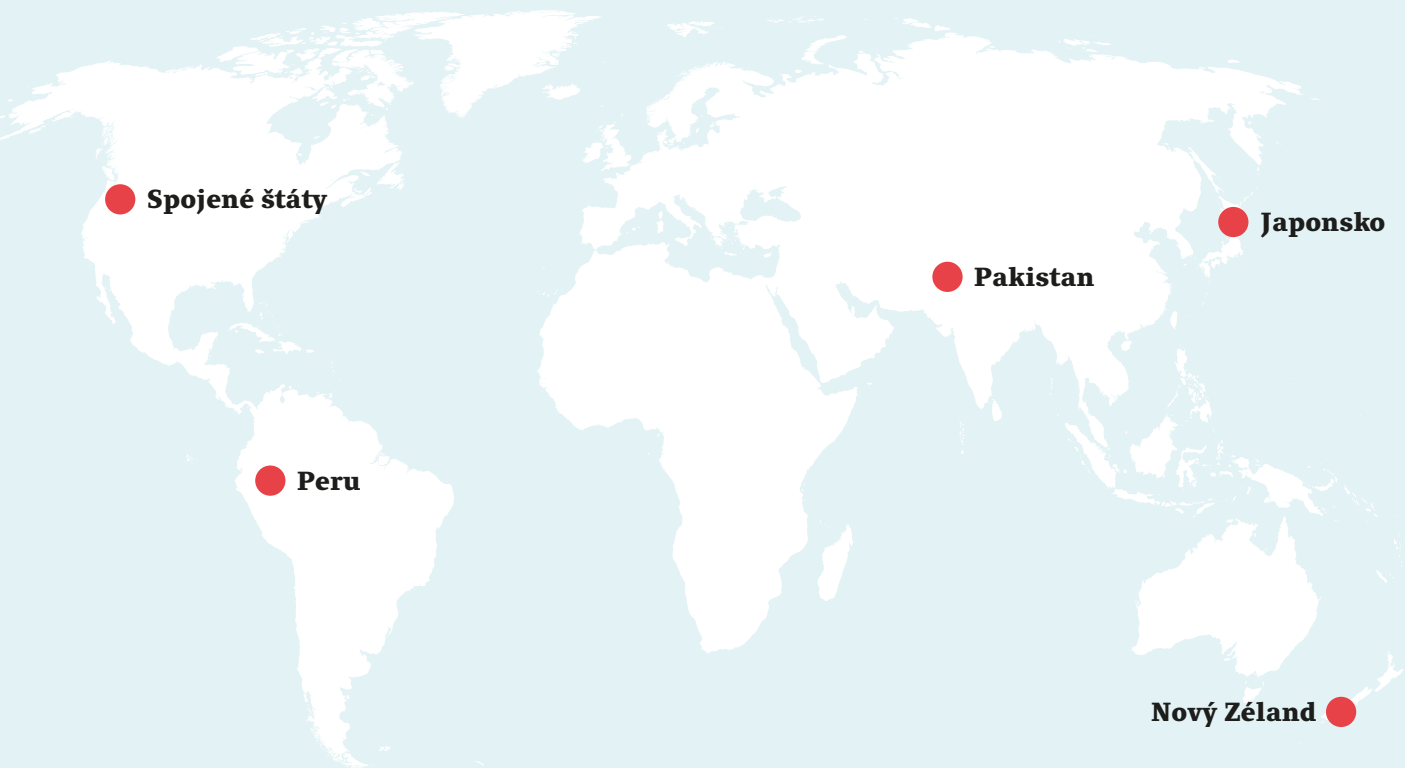 Spojené štáty
Japonsko
Pakistan
Peru
Nový Zéland